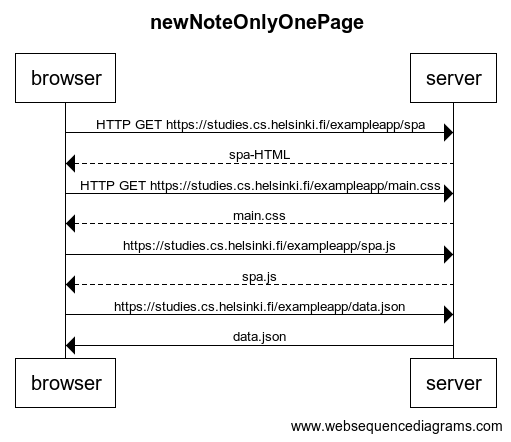 newNoteOnlyOnePage
browser server
HTTP GET https://studies.cs.helsinki.fi/exampleapp/spa
spa-HTML
HTTP GET https://studies.cs.helsinki.fi/exampleapp/main.css
main.css
https://studies.cs.helsinki.fi/exampleapp/spa.js
spa.js
https://studies.cs.helsinki.fi/exampleapp/data.json
data.json
browser server
www.websequencediagrams.com